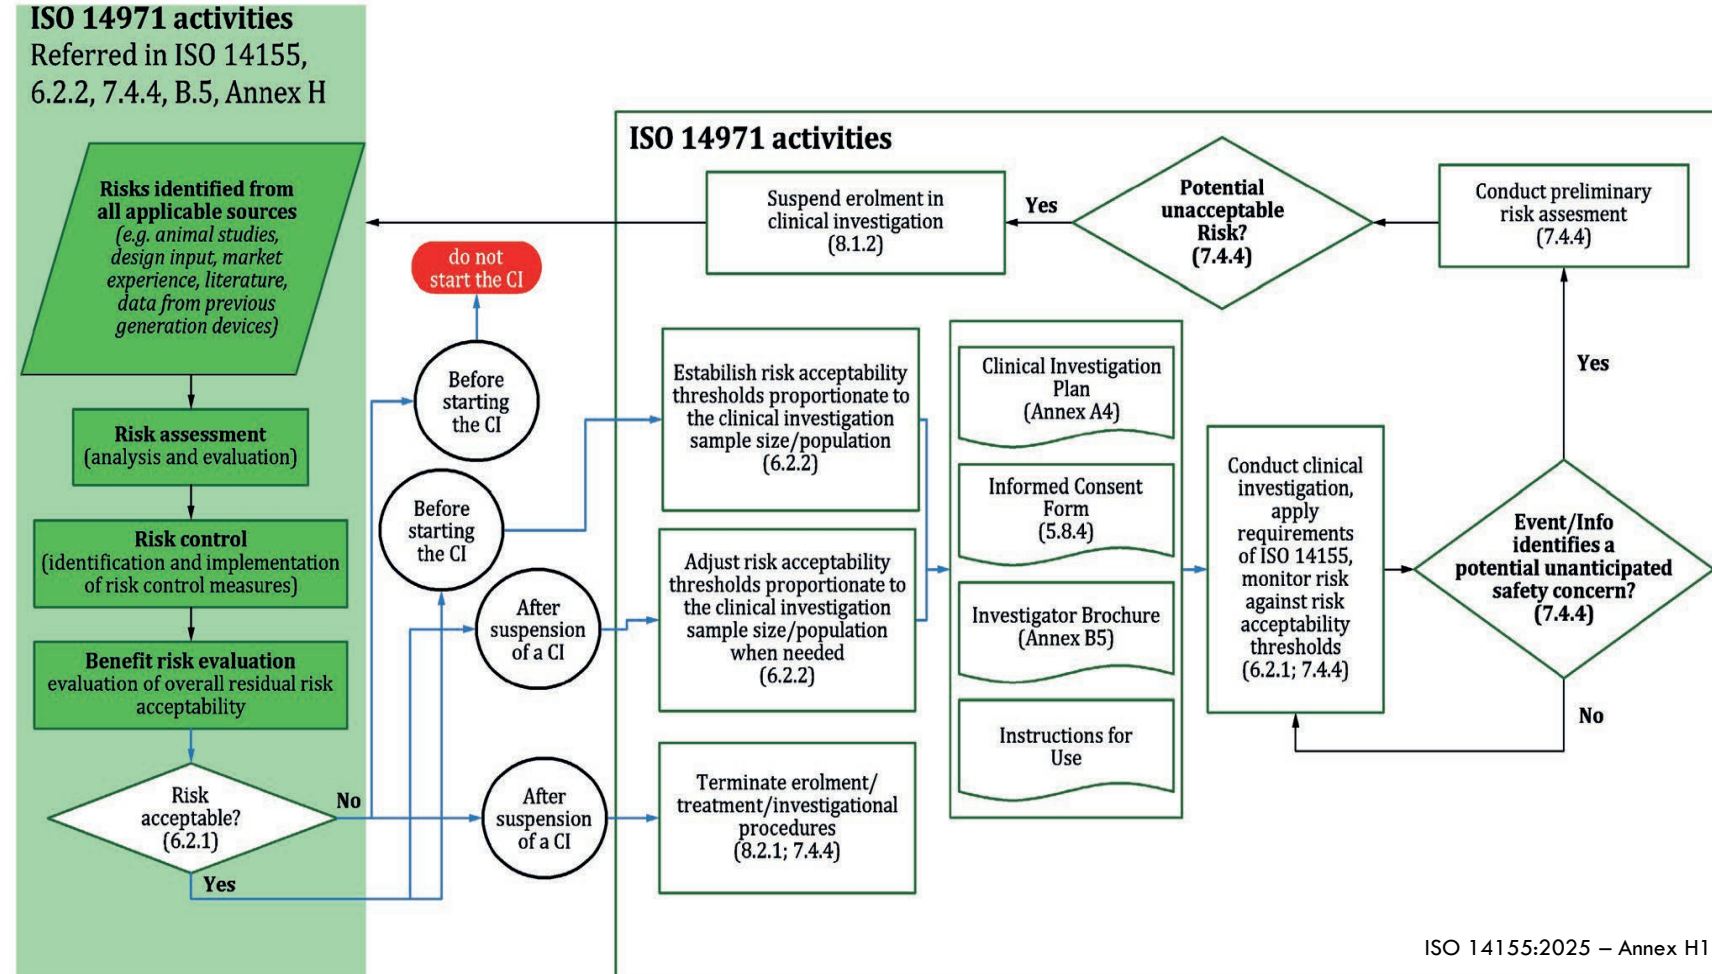 ISO 14971 activities
Referred in ISO 14155,
6.2.2, 7.4.4, B.5, Annex H
Risks identified from
all applicable sources
(e.g. animal studies,
design input, market
experience, literature,
data from previous
generation devices)
Risk assessment
(analysis and evaluation)
Risk control
(identification and implementation
of risk control measures)
Benefit risk evaluation
evaluation of overall residual risk
acceptability
Risk
acceptable?
(6.2.1)
No
Yes
do not
start the CI
Before
starting
the CI
Before
starting
the CI
After
suspension
of a CI
After
suspension
of a CI
ISO 14971 activities
Suspend erolment in
clinical investigation
(8.1.2)
Yes
Potential
unacceptable
Risk?
(7.4.4)
Conduct preliminary
risk assesment
(7.4.4)
Estabilish risk acceptability
thresholds proportionate to
the clinical investigation
sample size/population
(6.2.2)
Adjust risk acceptability
thresholds proportionate to
the clinical investigation
sample size/population
when needed
(6.2.2)
Terminate erolment/
treatment/investigational
procedures
(8.2.1; 7.4.4)
Clinical Investigation
Plan
(Annex A4)
Informed Consent
Form
(5.8.4)
Investigator Brochure
(Annex B5)
Instructions for
Use
Conduct clinical
investigation,
apply
requirements
of ISO 14155,
monitor risk
against risk
acceptability
thresholds
(6.2.1; 7.4.4)
Yes
Event/Info
identifies a
potential unanticipated
safety concern?
(7.4.4)
No
ISO 14155:2025 – Annex H1